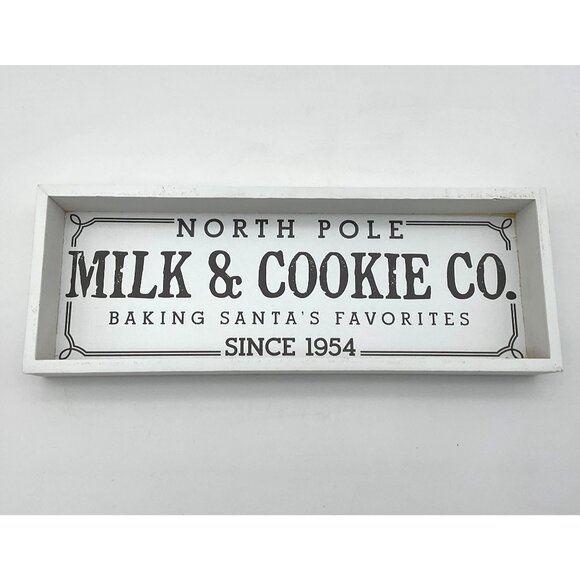 NORTH POLE
MILK & COOKIE CO.
BAKING SANTA'S FAVORITES
SINCE 1954